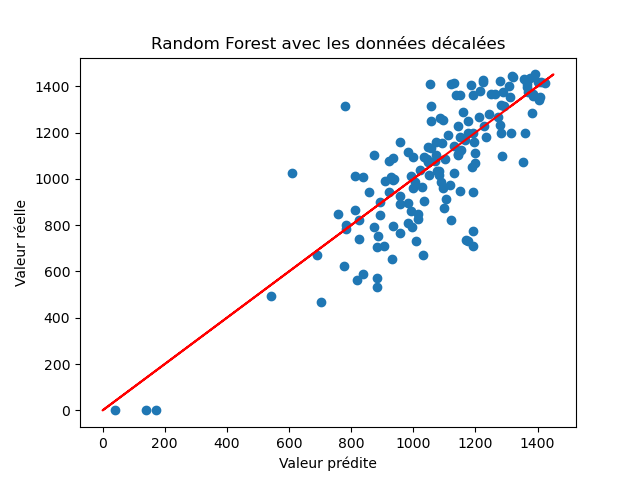 Random Forest avec les données décalées
Valeur réelle
1400
1200
1000
800
600
400
200
0
0 200 400 600 800 1000 1200 1400
Valeur prédite